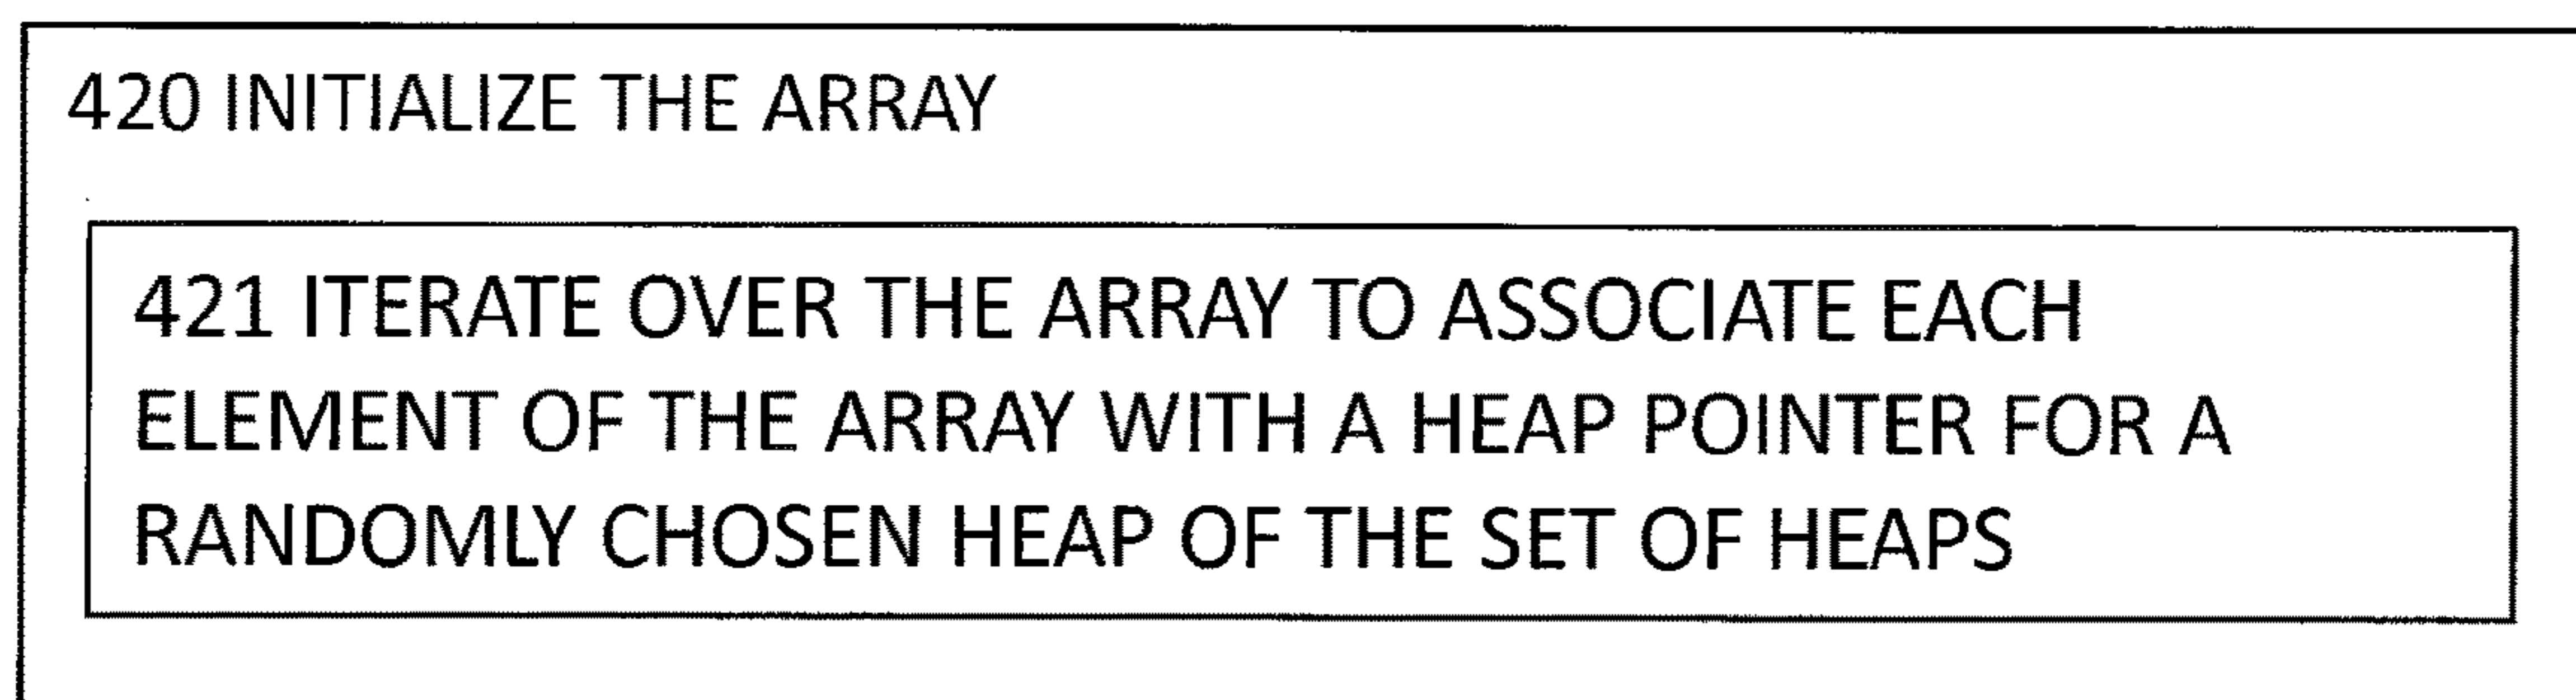 420 INITIALIZE THE ARRAY
421 ITERATE OVER THE ARRAY TO ASSOCIATE EACH
ELEMENT OF THE ARRAY WITH A HEAP POINTER FOR A
RANDOMLY CHOSEN HEAP OF THE SET OF HEAPS